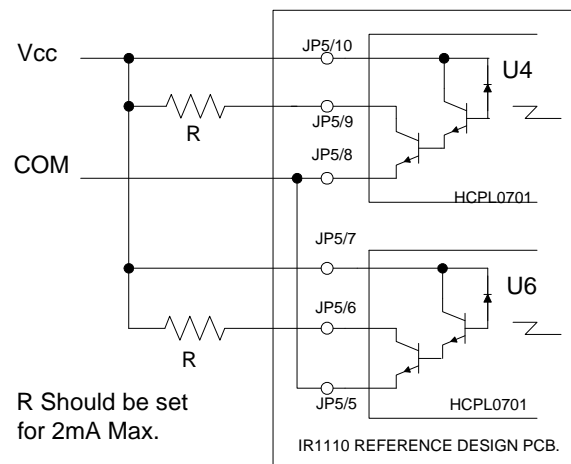 Vcc
JP5/10
U4
R
JP5/9
JP5/8
COM
HCPL0701
JP5/7
U6
JP5/6
R
JP5/5
HCPL0701
R Should be set
for 2mA Max.
IR1110 REFERENCE DESIGN PCB.